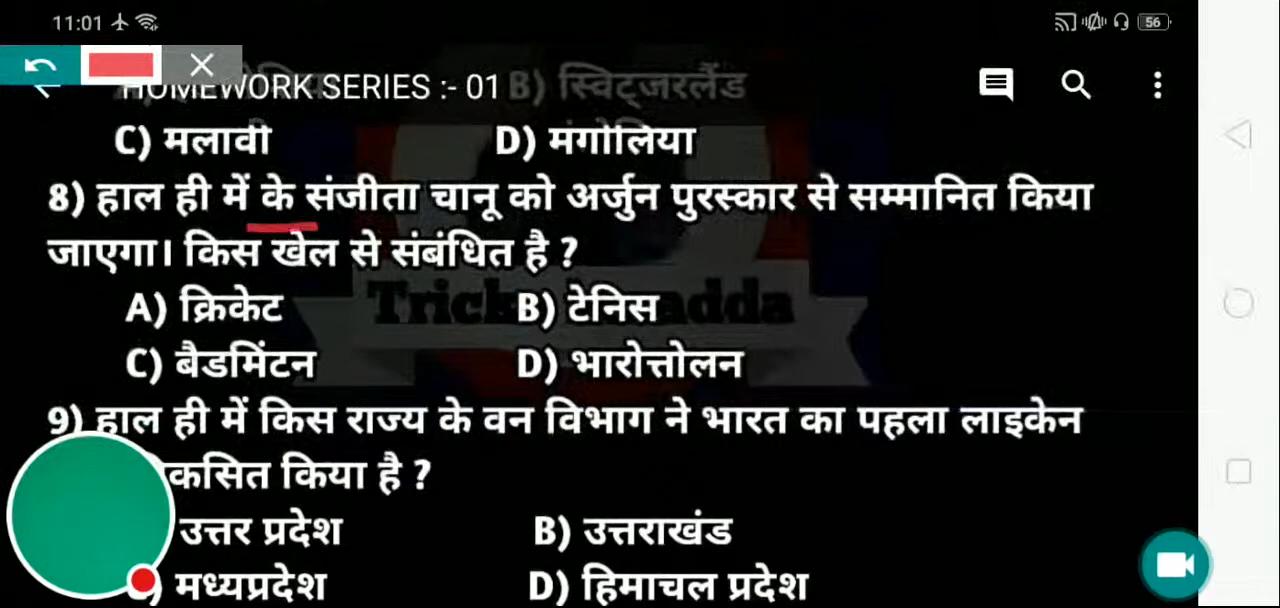 11:01
56
HOMEWORK SERIES :- 01 B) स्विट्जरलैंड
C) मलावी D) मंगोलिया
8) हाल ही में के संजीता चानू को अर्जुन पुरस्कार से सम्मानित किया
जाएगा। किस खेल से संबंधित है ?
A) क्रिकेट B) टेनिस
C) बैडमिंटन D) भारोत्तोलन
9) हाल ही में किस राज्य के वन विभाग ने भारत का पहला लाइकेन
किया है ?
उत्तर प्रदेश B) उत्तराखंड
मध्यप्रदेश D) हिमाचल प्रदेश